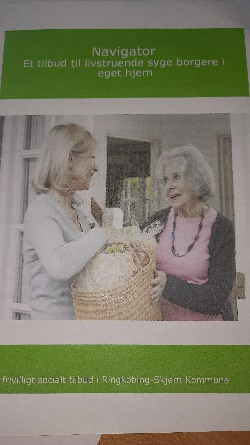 Navigator
Et tilbud til livstruende syge borgere i
eget hjem
frivilligt socialt tilbud i Ringkøbing-Skjern Kommune